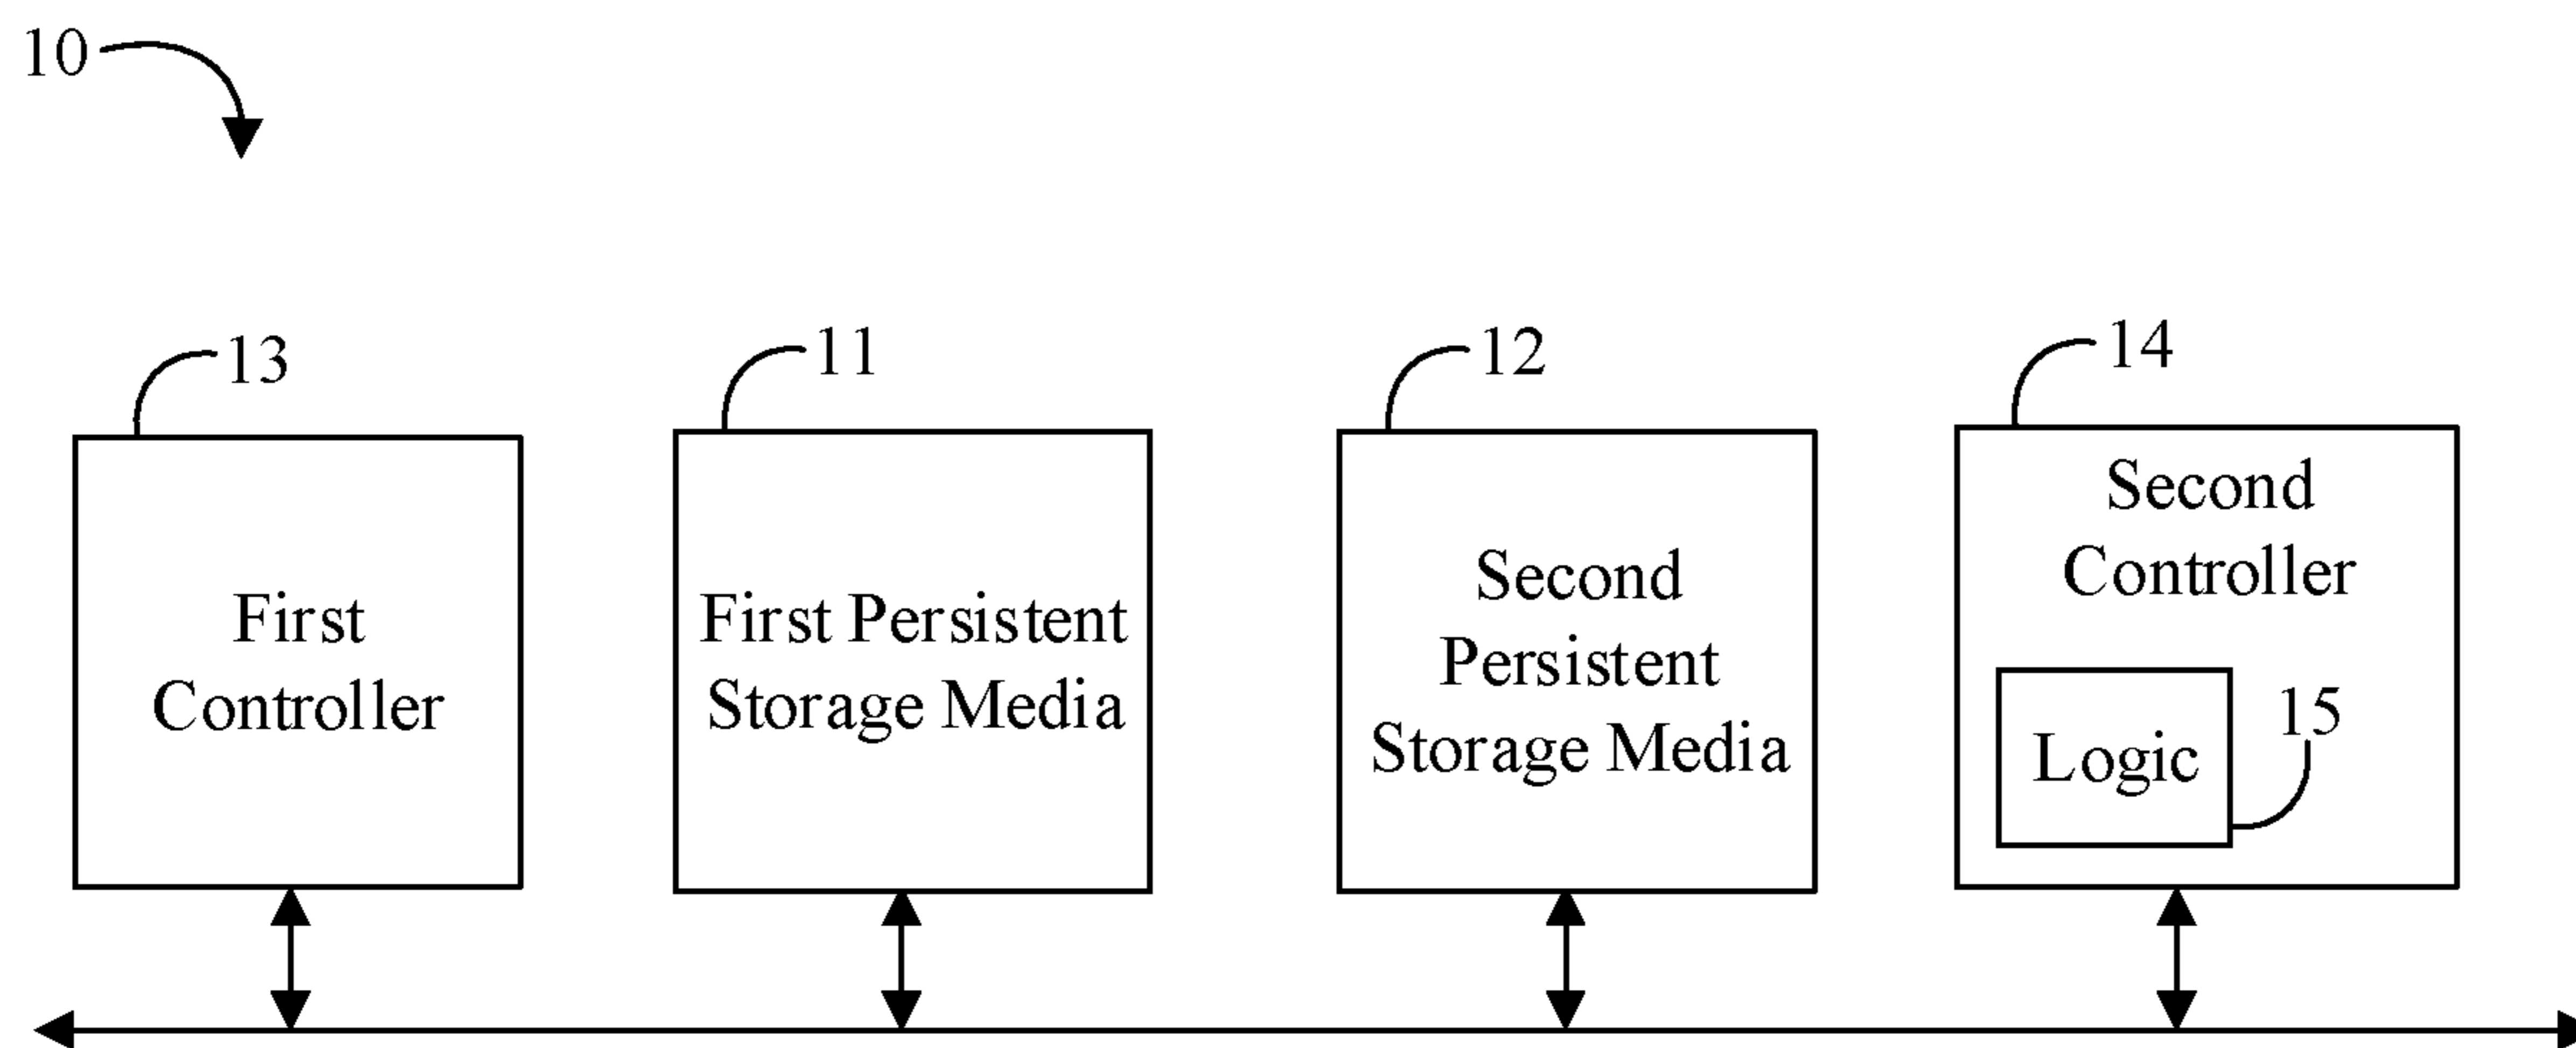 10
13
11
12
14
First
Controller
First Persistent
Storage Media
Second
Persistent
Storage Media
Second
Controller
Logic
15